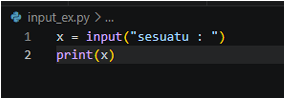 input_ex.py > ...
1 x = input("sesuatu : ")
2 print(x)